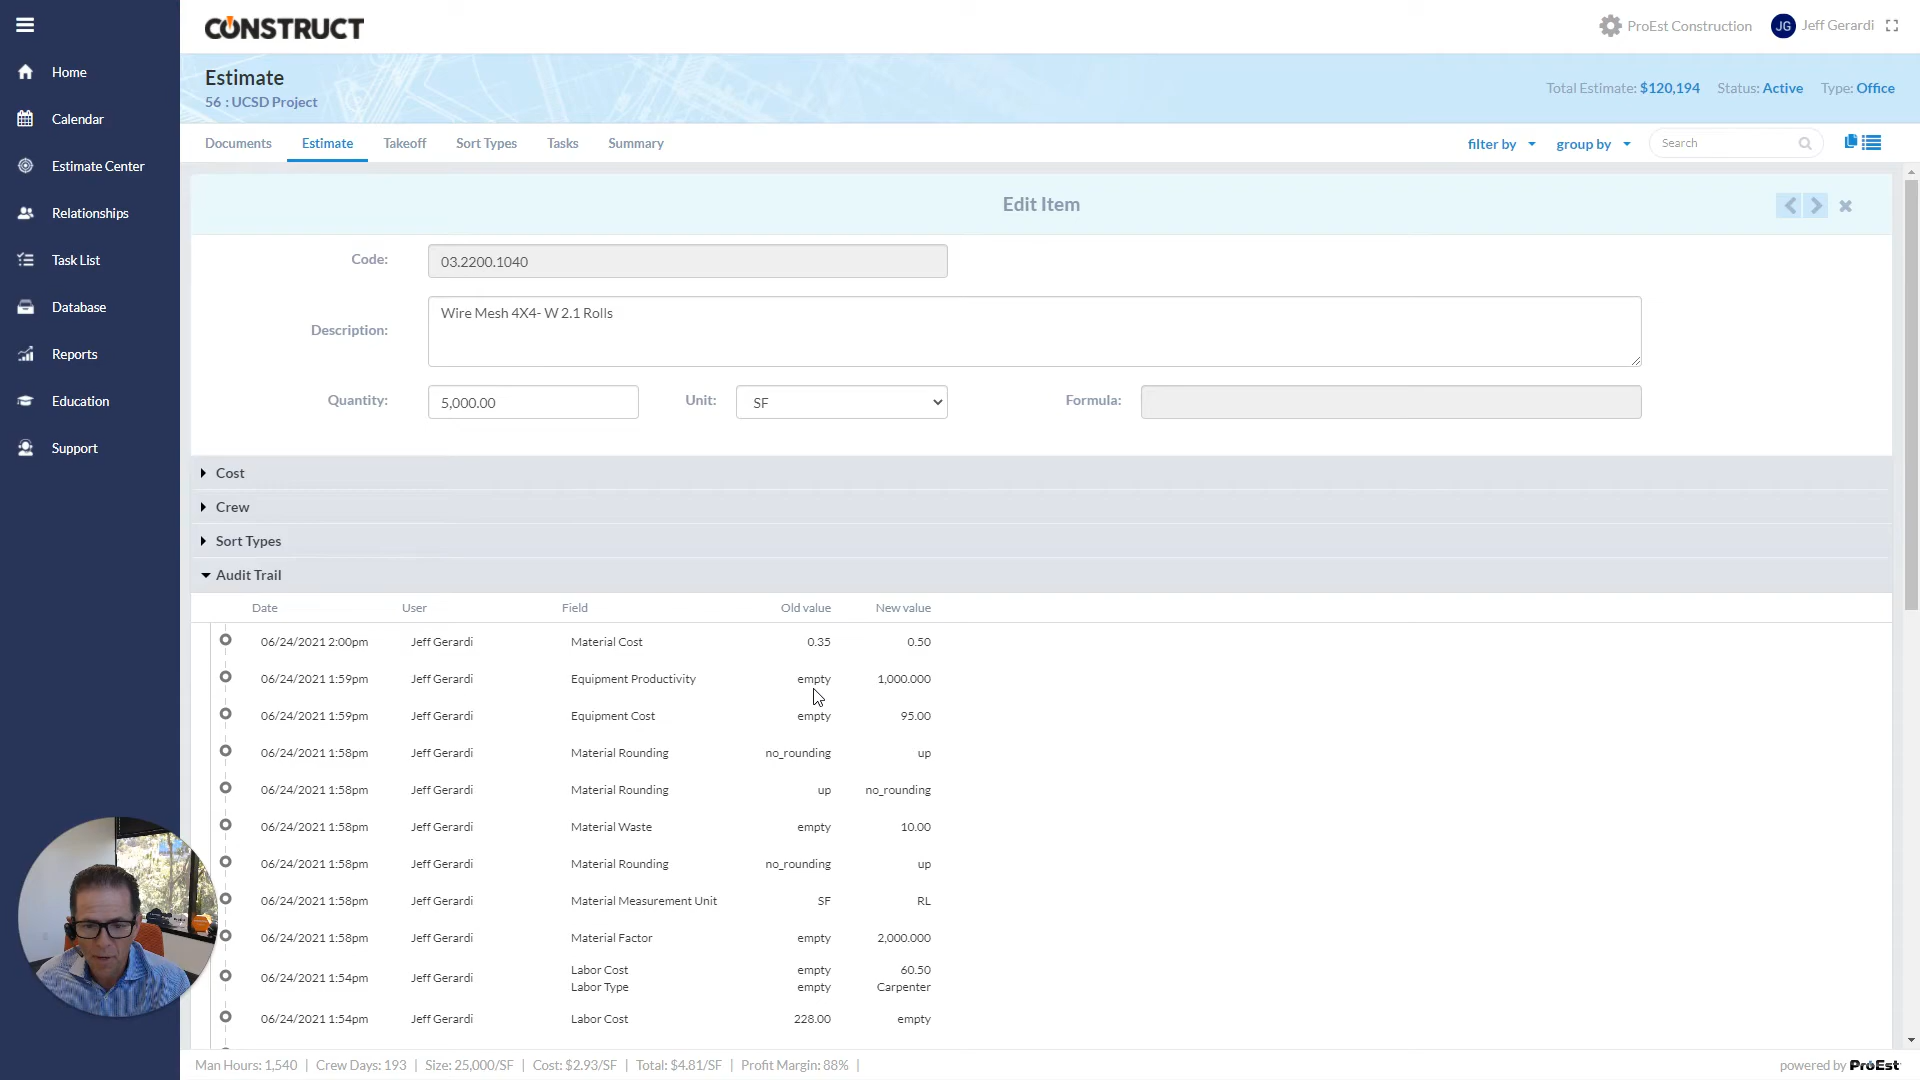 CONSTRUCT
ProEst Construction
JG Jeff Gerardi
Home
Calendar
Estimate Center
Relationships
Task List
Database
Reports
Education
Support
Estimate
56 : UCSD Project
Total Estimate: $120,194 Status: Active Type: Office
Documents Estimate Takeoff Sort Types Tasks Summary
filter by group by Search
Edit Item
Code: 03.2200.1040
Description: Wire Mesh 4X4- W 2.1 Rolls
Quantity: 5,000.00 Unit: SF Formula:
Cost
Crew
Sort Types
Audit Trail
Date User Field Old value New value
06/24/2021 2:00pm Jeff Gerardi Material Cost 0.35 0.50
06/24/2021 1:59pm Jeff Gerardi Equipment Productivity empty 1,000.000
06/24/2021 1:59pm Jeff Gerardi Equipment Cost empty 95.00
06/24/2021 1:58pm Jeff Gerardi Material Rounding no_rounding up
06/24/2021 1:58pm Jeff Gerardi Material Rounding up no_rounding
06/24/2021 1:58pm Jeff Gerardi Material Waste empty 10.00
06/24/2021 1:58pm Jeff Gerardi Material Rounding no_rounding up
06/24/2021 1:58pm Jeff Gerardi Material Measurement Unit SF RL
06/24/2021 1:58pm Jeff Gerardi Material Factor empty 2,000.000
06/24/2021 1:54pm Jeff Gerardi Labor Cost empty 60.50
Labor Type empty Carpenter
06/24/2021 1:54pm Jeff Gerardi Labor Cost 228.00 empty
Man Hours: 1,540 | Crew Days: 193 | Size: 25,000/SF | Cost: $2.93/SF | Total: $4.81/SF | Profit Margin: 88% |
powered by ProEst